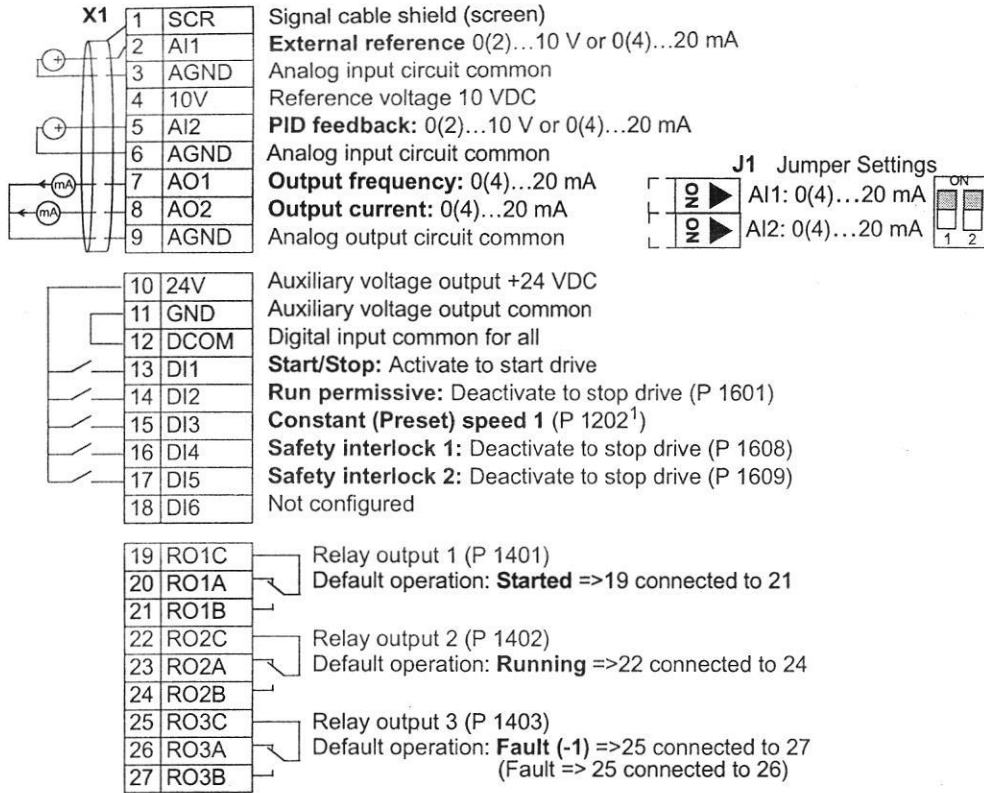 X1
1 SCR Signal cable shield (screen)
2 AI1 External reference 0(2)…10 V or 0(4)…20 mA
3 AGND Analog input circuit common
4 10V Reference voltage 10 VDC
5 AI2 PID feedback: 0(2)…10 V or 0(4)…20 mA
6 AGND Analog input circuit common
7 AO1 Output frequency: 0(4)…20 mA
8 AO2 Output current: 0(4)…20 mA
9 AGND Analog output circuit common
mA
mA
J1 Jumper Settings
ON AI1: 0(4)…20 mA
ON AI2: 0(4)…20 mA
ON
1 2
10 24V Auxiliary voltage output +24 VDC
11 GND Auxiliary voltage output common
12 DCOM Digital input common for all
13 DI1 Start/Stop: Activate to start drive
14 DI2 Run permissive: Deactivate to stop drive (P 1601)
15 DI3 Constant (Preset) speed 1 (P 1202¹)
16 DI4 Safety interlock 1: Deactivate to stop drive (P 1608)
17 DI5 Safety interlock 2: Deactivate to stop drive (P 1609)
18 DI6 Not configured
19 RO1C Relay output 1 (P 1401)
20 RO1A Default operation: Started =>19 connected to 21
21 RO1B
22 RO2C Relay output 2 (P 1402)
23 RO2A Default operation: Running =>22 connected to 24
24 RO2B
25 RO3C Relay output 3 (P 1403)
26 RO3A Default operation: Fault (-1) =>25 connected to 27
27 RO3B (Fault => 25 connected to 26)